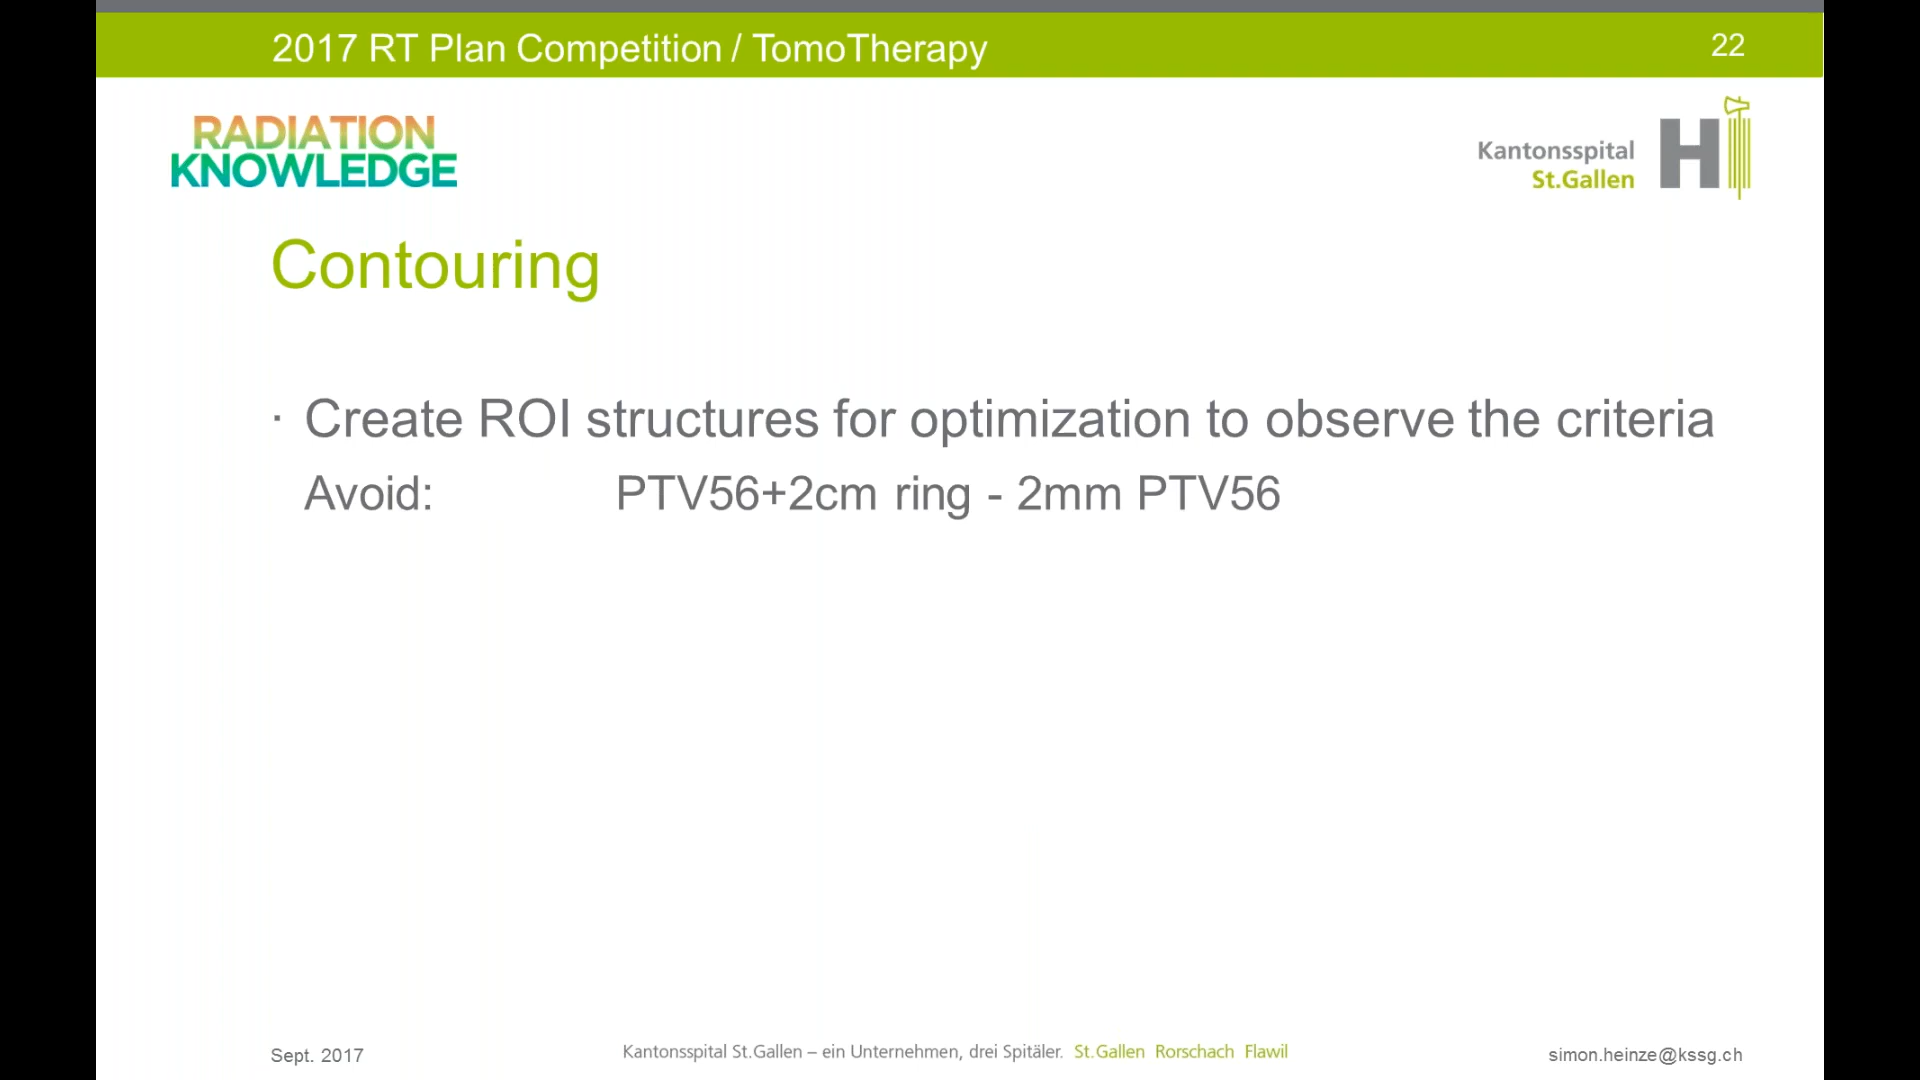 2017 RT Plan Competition / TomoTherapy
22
RADIATION
KNOWLEDGE
Kantonsspital
St.Gallen
H
Contouring
· Create ROI structures for optimization to observe the criteria
Avoid: PTV56+2cm ring - 2mm PTV56
Sept. 2017
Kantonsspital St.Gallen – ein Unternehmen, drei Spitäler. St.Gallen Rorschach Flawil
simon.heinze@kssg.ch